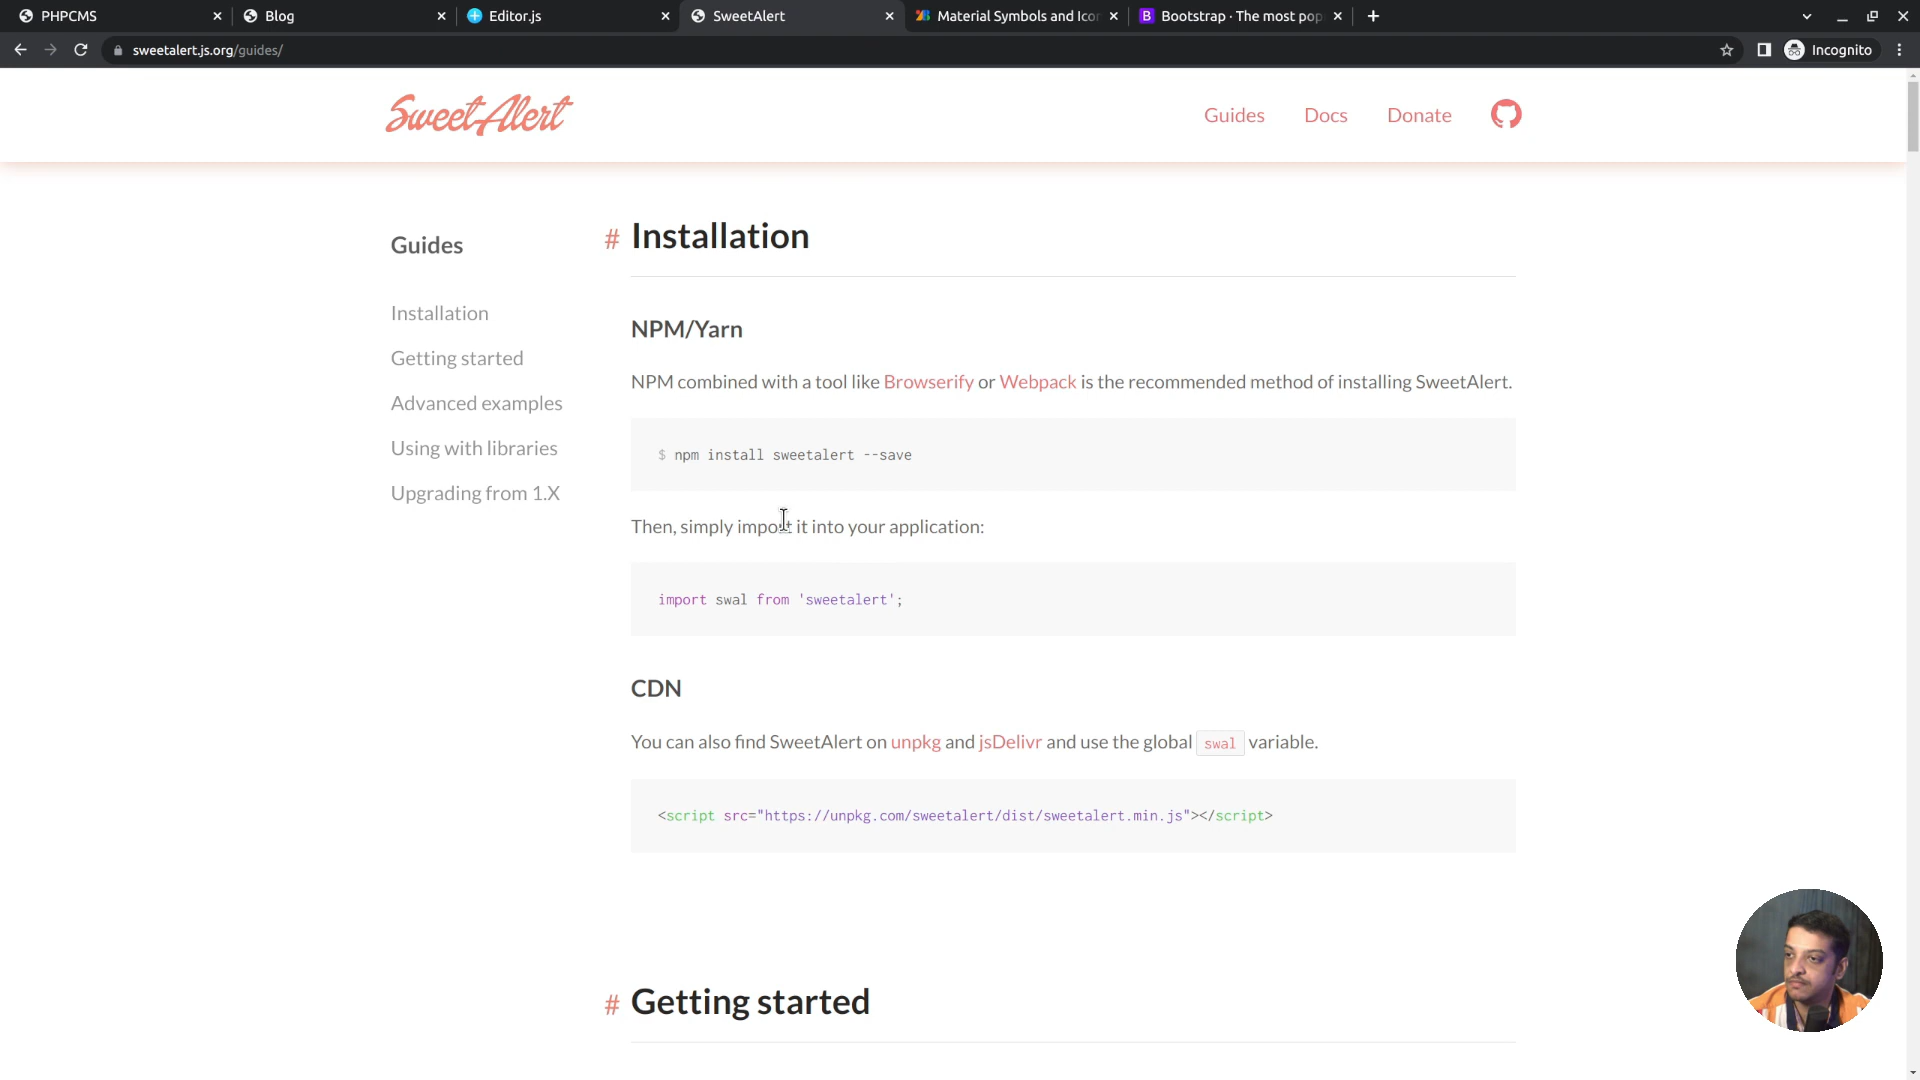 PHPCMS
Blog
Editor.js
SweetAlert
Material Symbols and Icon
Bootstrap · The most pop
sweetalert.js.org/guides/
Incognito
SweetAlert
Guides
Docs
Donate
Guides
Installation
Getting started
Advanced examples
Using with libraries
Upgrading from 1.X
# Installation
NPM/Yarn
NPM combined with a tool like Browserify or Webpack is the recommended method of installing SweetAlert.
$ npm install sweetalert --save
Then, simply import it into your application:
import swal from 'sweetalert';
CDN
You can also find SweetAlert on unpkg and jsDelivr and use the global swal variable.
<script src="https://unpkg.com/sweetalert/dist/sweetalert.min.js"></script>
# Getting started